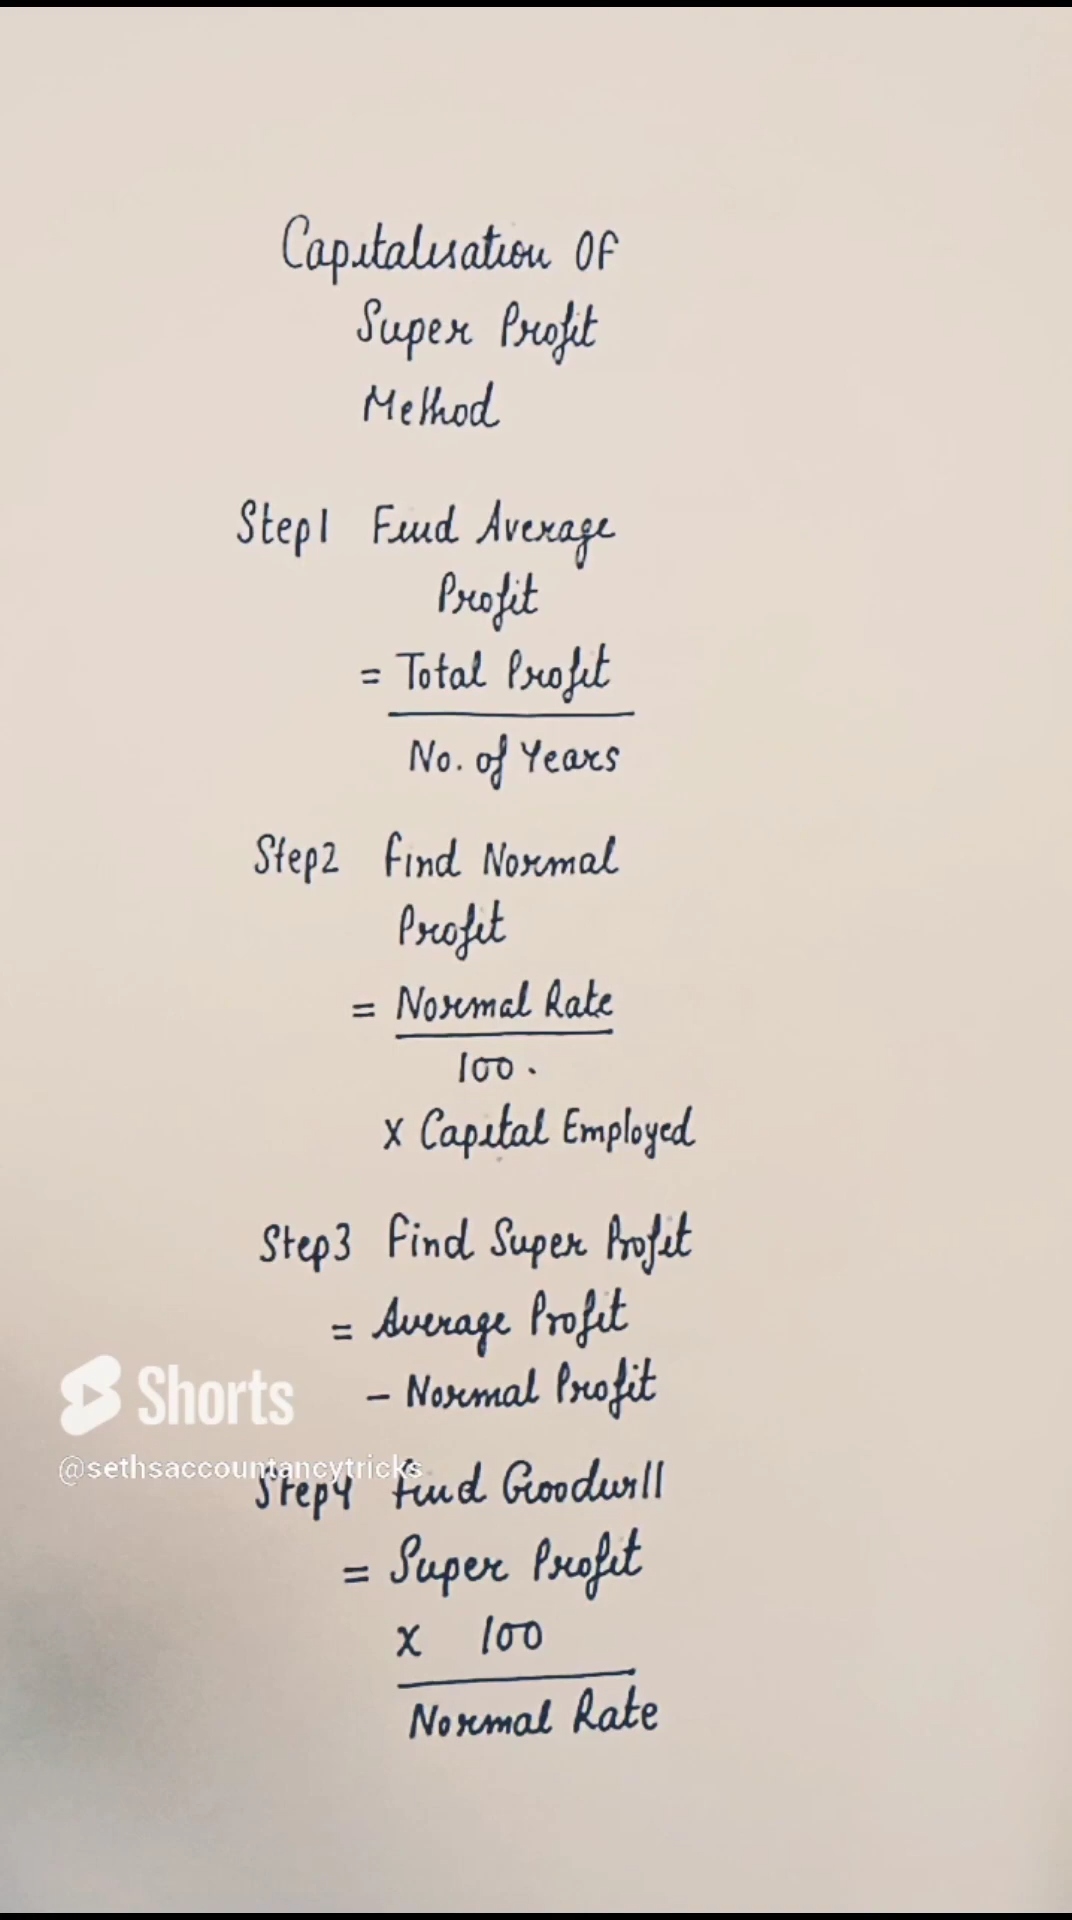 Capitalisation OF
Super Profit
Method
Step1 Find Average
Profit
= Total Profit
No. of Years
Step2 Find Normal
Profit
= Normal Rate
100.
x Capital Employed
Step3 Find Super Profit
= Average Profit
- Normal Profit
Shorts
@sethsaccountancytricks
Step4 Find Goodwill
= Super Profit
x 100
Normal Rate